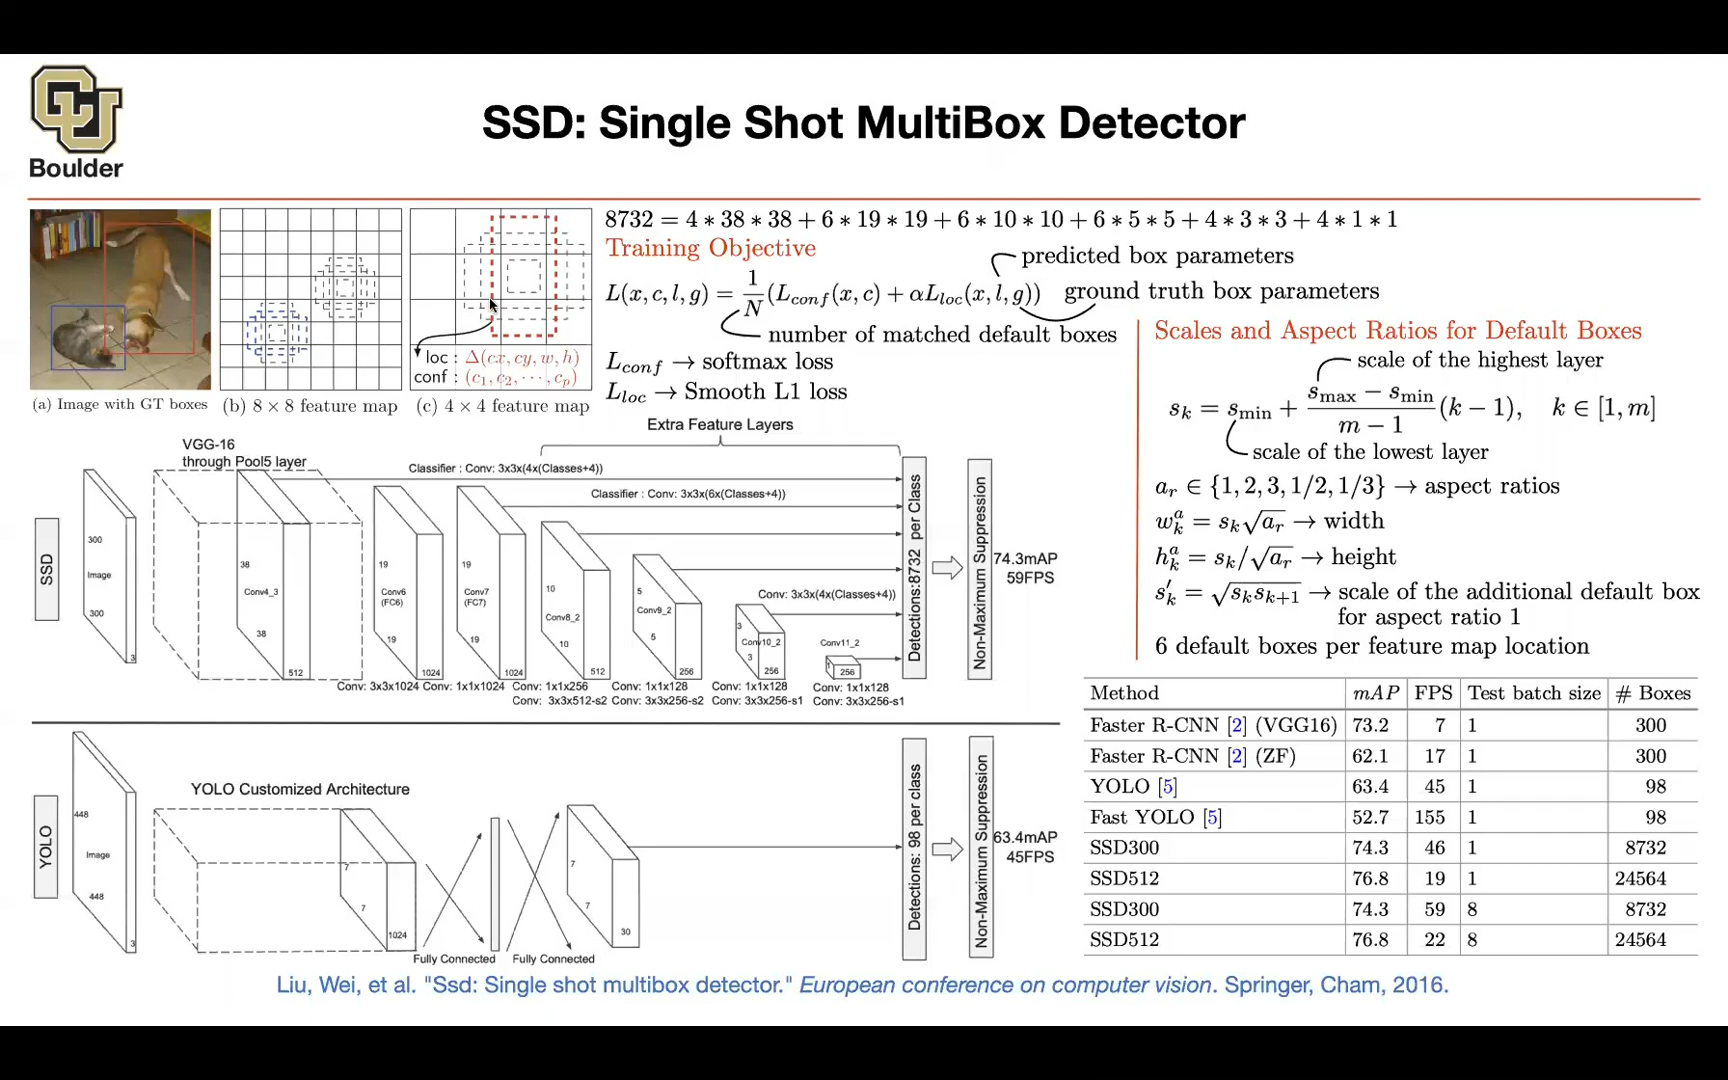 CU
Boulder
SSD: Single Shot MultiBox Detector
8732 = 4 * 38 * 38 + 6 * 19 * 19 + 6 * 10 * 10 + 6 * 5 * 5 + 4 * 3 * 3 + 4 * 1 * 1
Training Objective
predicted box parameters
L(x, c, l, g) = 1/N (L_conf(x, c) + αL_loc(x, l, g))
ground truth box parameters
number of matched default boxes
L_conf → softmax loss
L_loc → Smooth L1 loss
loc : Δ(cx, cy, w, h)
conf : (c₁, c₂, ···, c_p)
(a) Image with GT boxes
(b) 8 × 8 feature map
(c) 4 × 4 feature map
Scales and Aspect Ratios for Default Boxes
scale of the highest layer
s_k = s_min + (s_max − s_min)/(m − 1) (k − 1), k ∈ [1, m]
scale of the lowest layer
a_r ∈ {1, 2, 3, 1/2, 1/3} → aspect ratios
w_k^a = s_k√a_r → width
h_k^a = s_k/√a_r → height
s′_k = √(s_k s_{k+1}) → scale of the additional default box
for aspect ratio 1
6 default boxes per feature map location
Extra Feature Layers
VGG-16
through Pool5 layer
Classifier : Conv: 3x3x(4x(Classes+4))
Classifier : Conv: 3x3x(6x(Classes+4))
Conv: 3x3x(4x(Classes+4))
SSD
300
Image
300
3
38
Conv4_3
38
512
19
Conv6
(FC6)
19
1024
19
Conv7
(FC7)
19
1024
10
Conv8_2
10
512
5
Conv9_2
5
256
3
Conv10_2
3
256
Conv11_2
1
256
Conv: 3x3x1024
Conv: 1x1x1024
Conv: 1x1x256
Conv: 3x3x512-s2
Conv: 1x1x128
Conv: 3x3x256-s2
Conv: 1x1x128
Conv: 3x3x256-s1
Conv: 1x1x128
Conv: 3x3x256-s1
Detections:8732 per Class
Non-Maximum Suppression
74.3mAP
59FPS
YOLO
448
Image
448
3
YOLO Customized Architecture
7
7
1024
Fully Connected
Fully Connected
7
7
30
Detections: 98 per class
Non-Maximum Suppression
63.4mAP
45FPS
Method mAP FPS Test batch size # Boxes
Faster R-CNN [2] (VGG16) 73.2 7 1 300
Faster R-CNN [2] (ZF) 62.1 17 1 300
YOLO [5] 63.4 45 1 98
Fast YOLO [5] 52.7 155 1 98
SSD300 74.3 46 1 8732
SSD512 76.8 19 1 24564
SSD300 74.3 59 8 8732
SSD512 76.8 22 8 24564
Liu, Wei, et al. "Ssd: Single shot multibox detector." European conference on computer vision. Springer, Cham, 2016.